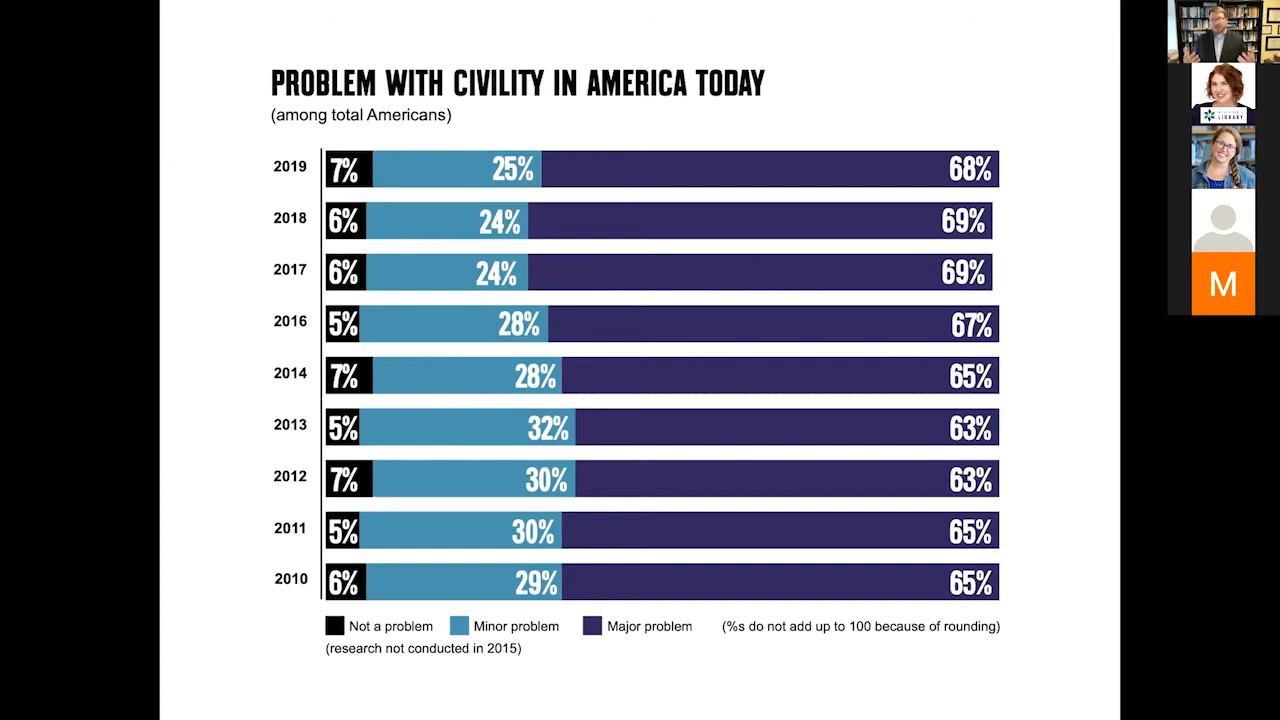 PROBLEM WITH CIVILITY IN AMERICA TODAY
(among total Americans)
2019 7% 25% 68%
2018 6% 24% 69%
2017 6% 24% 69%
2016 5% 28% 67%
2014 7% 28% 65%
2013 5% 32% 63%
2012 7% 30% 63%
2011 5% 30% 65%
2010 6% 29% 65%
Not a problem Minor problem Major problem (%s do not add up to 100 because of rounding)
(research not conducted in 2015)
LIBRARY
M